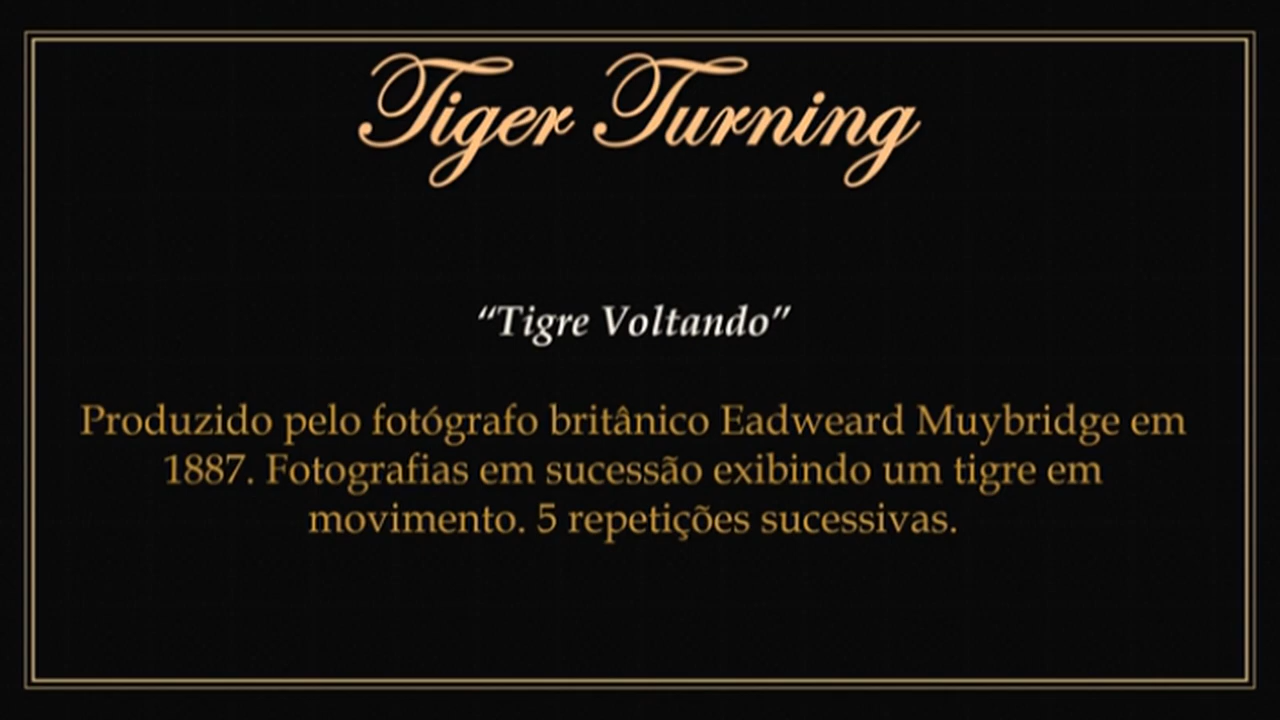 Tiger Turning
“Tigre Voltando”
Produzido pelo fotógrafo britânico Eadweard Muybridge em
1887. Fotografias em sucessão exibindo um tigre em
movimento. 5 repetições sucessivas.